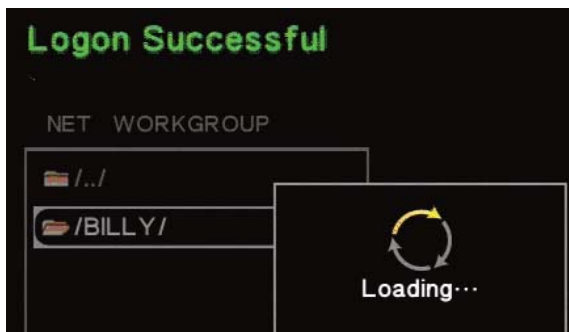 Logon Successful
NET WORKGROUP
/../
/BILLY/
Loading···